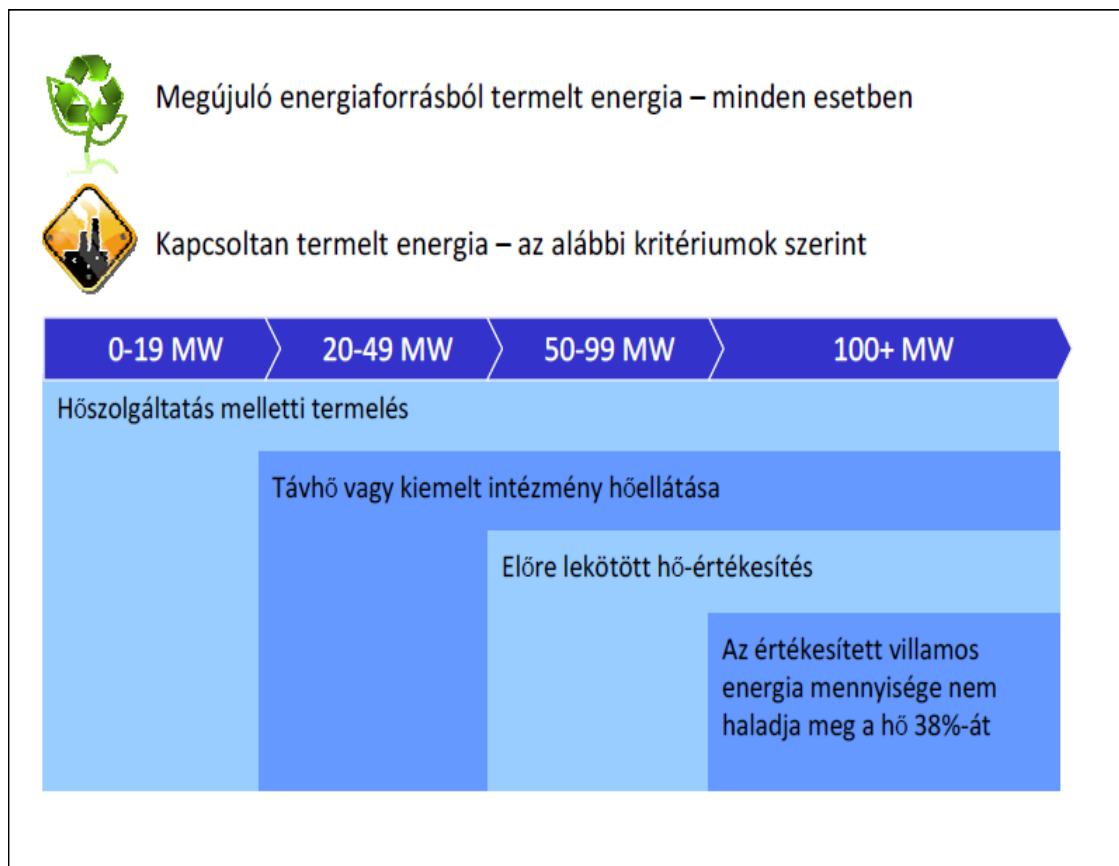 Megújuló energiaforrásból termelt energia – minden esetben
Kapcsoltan termelt energia – az alábbi kritériumok szerint
0-19 MW
20-49 MW
50-99 MW
100+ MW
Hőszolgáltatás melletti termelés
Távhő vagy kiemelt intézmény hőellátása
Előre lekötött hő-értékesítés
Az értékesített villamos
energia mennyisége nem
haladja meg a hő 38%-át